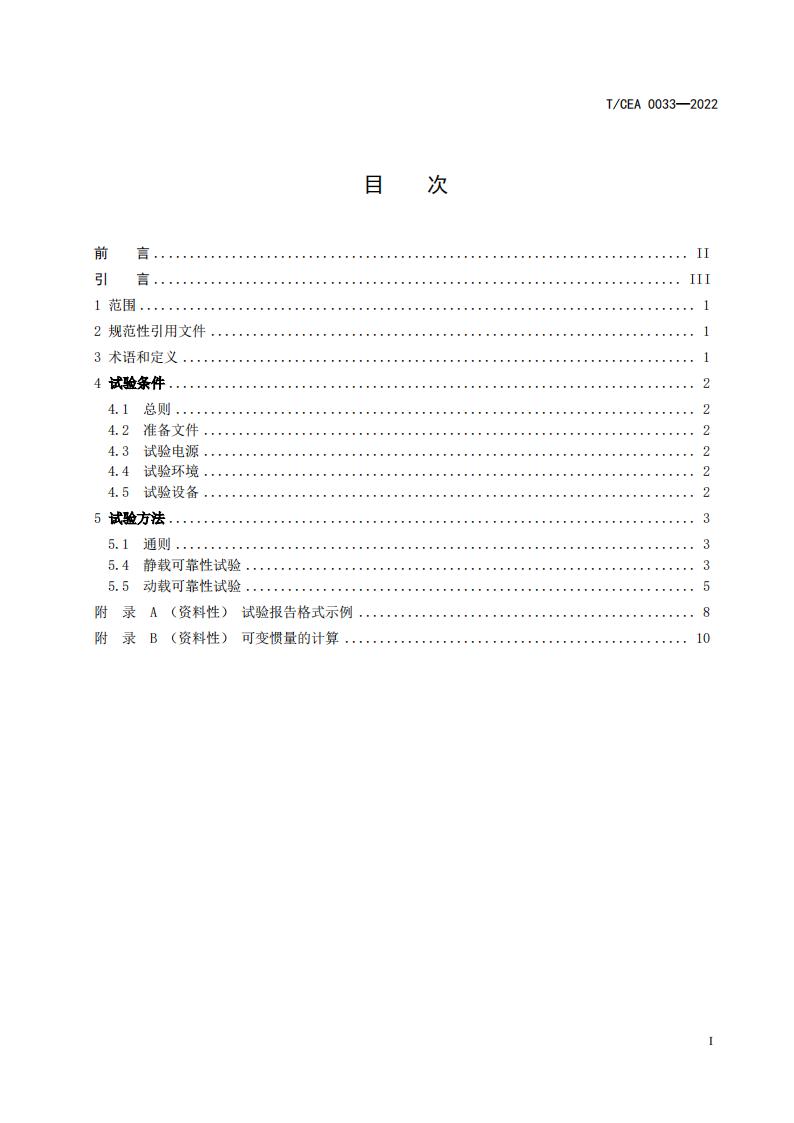 T/CEA 0033—2022
目 次
前 言 ........................................................................ II
引 言 ........................................................................ III
1 范围 ........................................................................ 1
2 规范性引用文件 ........................................................................ 1
3 术语和定义 ........................................................................ 1
4 试验条件 ........................................................................ 2
4.1 总则 ........................................................................ 2
4.2 准备文件 ........................................................................ 2
4.3 试验电源 ........................................................................ 2
4.4 试验环境 ........................................................................ 2
4.5 试验设备 ........................................................................ 2
5 试验方法 ........................................................................ 3
5.1 通则 ........................................................................ 3
5.4 静载可靠性试验 ................................................................ 3
5.5 动载可靠性试验 ................................................................ 5
附 录 A （资料性） 试验报告格式示例 ................................................ 8
附 录 B （资料性） 可变惯量的计算 ................................................ 10
I